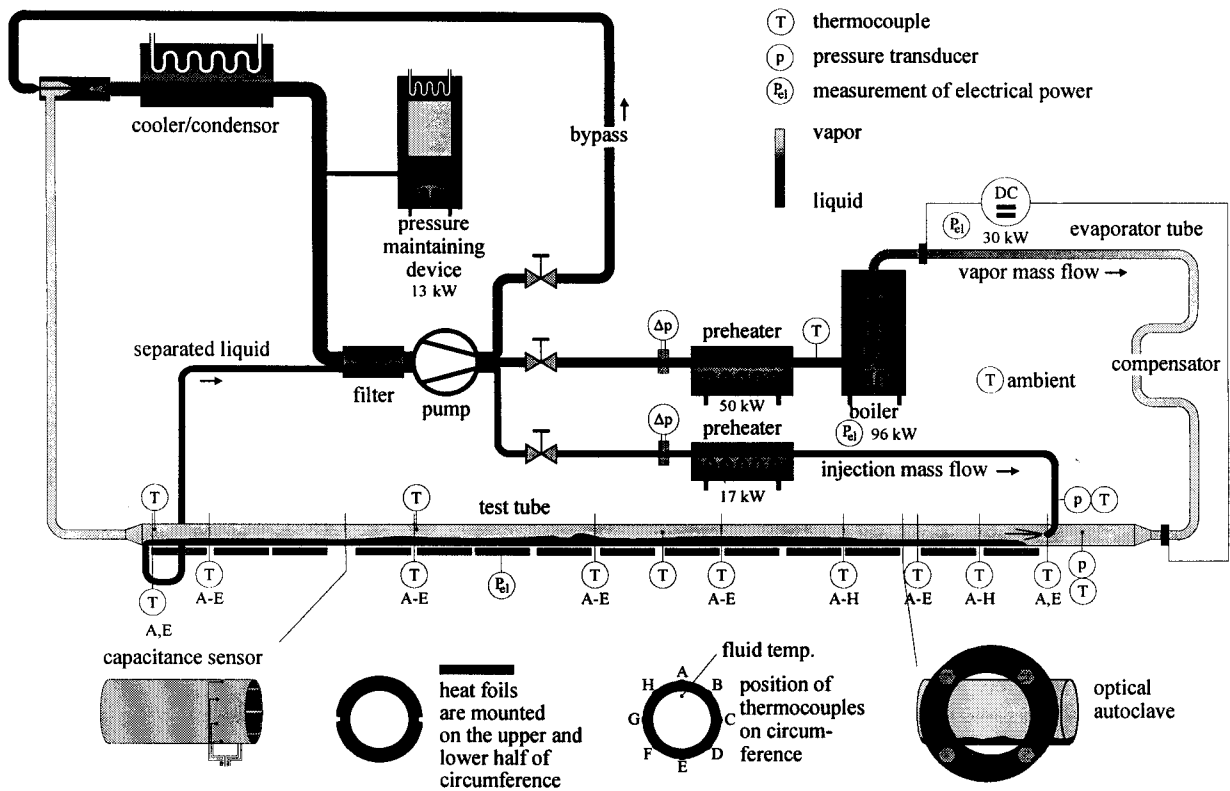 T thermocouple
p pressure transducer
Pel measurement of electrical power
vapor
liquid
cooler/condensor
bypass
pressure
maintaining
device
13 kW
DC
Pel
30 kW
evaporator tube
vapor mass flow →
separated liquid
→
filter
pump
Δp
preheater
T
50 kW
boiler
Pel 96 kW
compensator
T ambient
Δp
preheater
17 kW
injection mass flow →
p T
T
test tube
T
T
T
A,E
T
A-E
T
A-E
Pel
T
A-E
T
T
A-E
T
A-H
T
A-E
T
A-H
T
A,E
p
T
capacitance sensor
heat foils
are mounted
on the upper and
lower half of
circumference
fluid temp.
A
B
C
D
E
F
G
H
position of
thermocouples
on circum-
ference
optical
autoclave